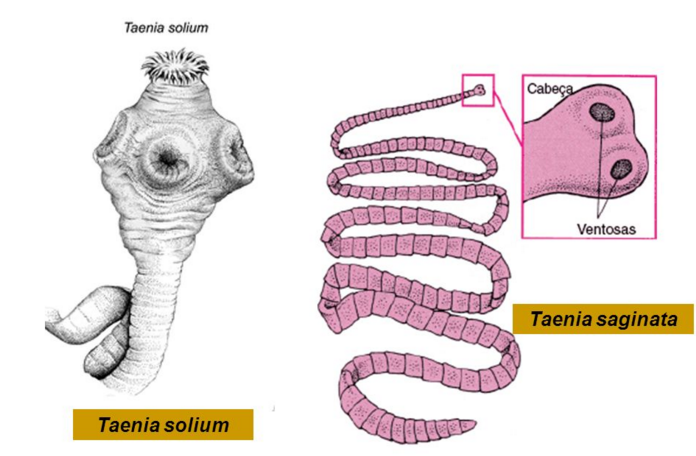 Taenia solium
Cabeça
Ventosas
Taenia saginata
Taenia solium